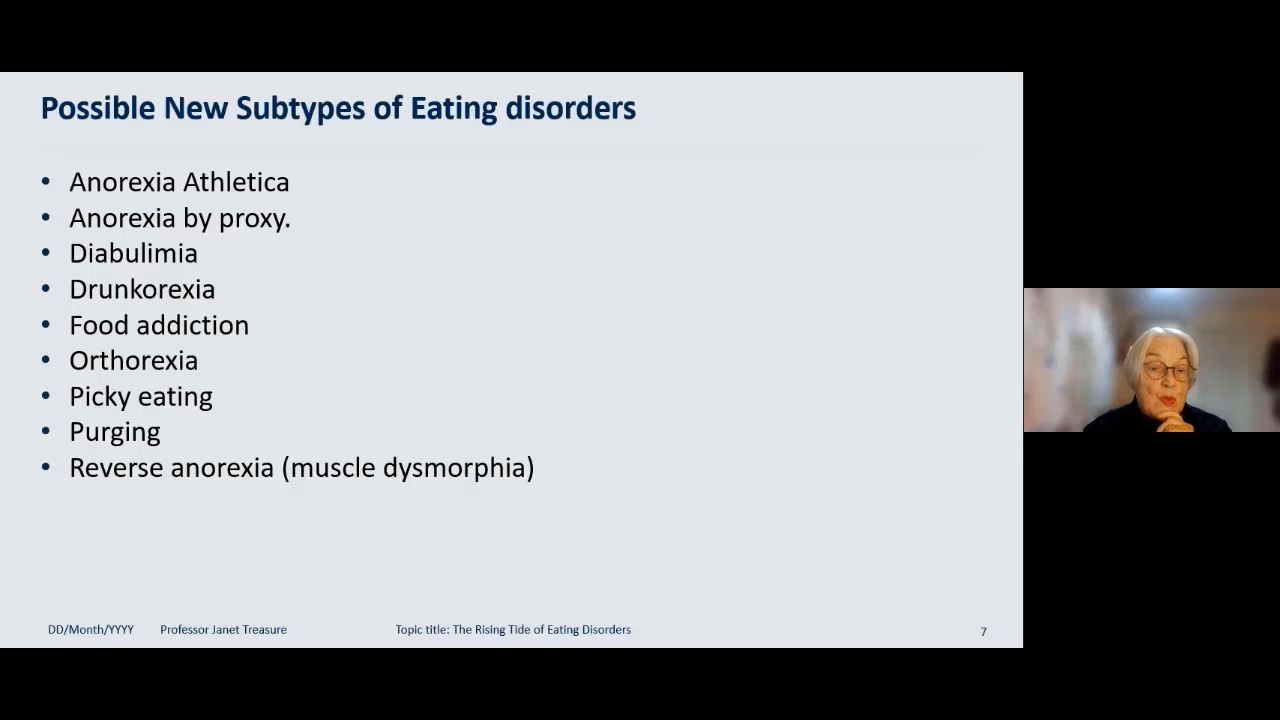 Possible New Subtypes of Eating disorders
• Anorexia Athletica
• Anorexia by proxy.
• Diabulimia
• Drunkorexia
• Food addiction
• Orthorexia
• Picky eating
• Purging
• Reverse anorexia (muscle dysmorphia)
DD/Month/YYYY Professor Janet Treasure Topic title: The Rising Tide of Eating Disorders 7